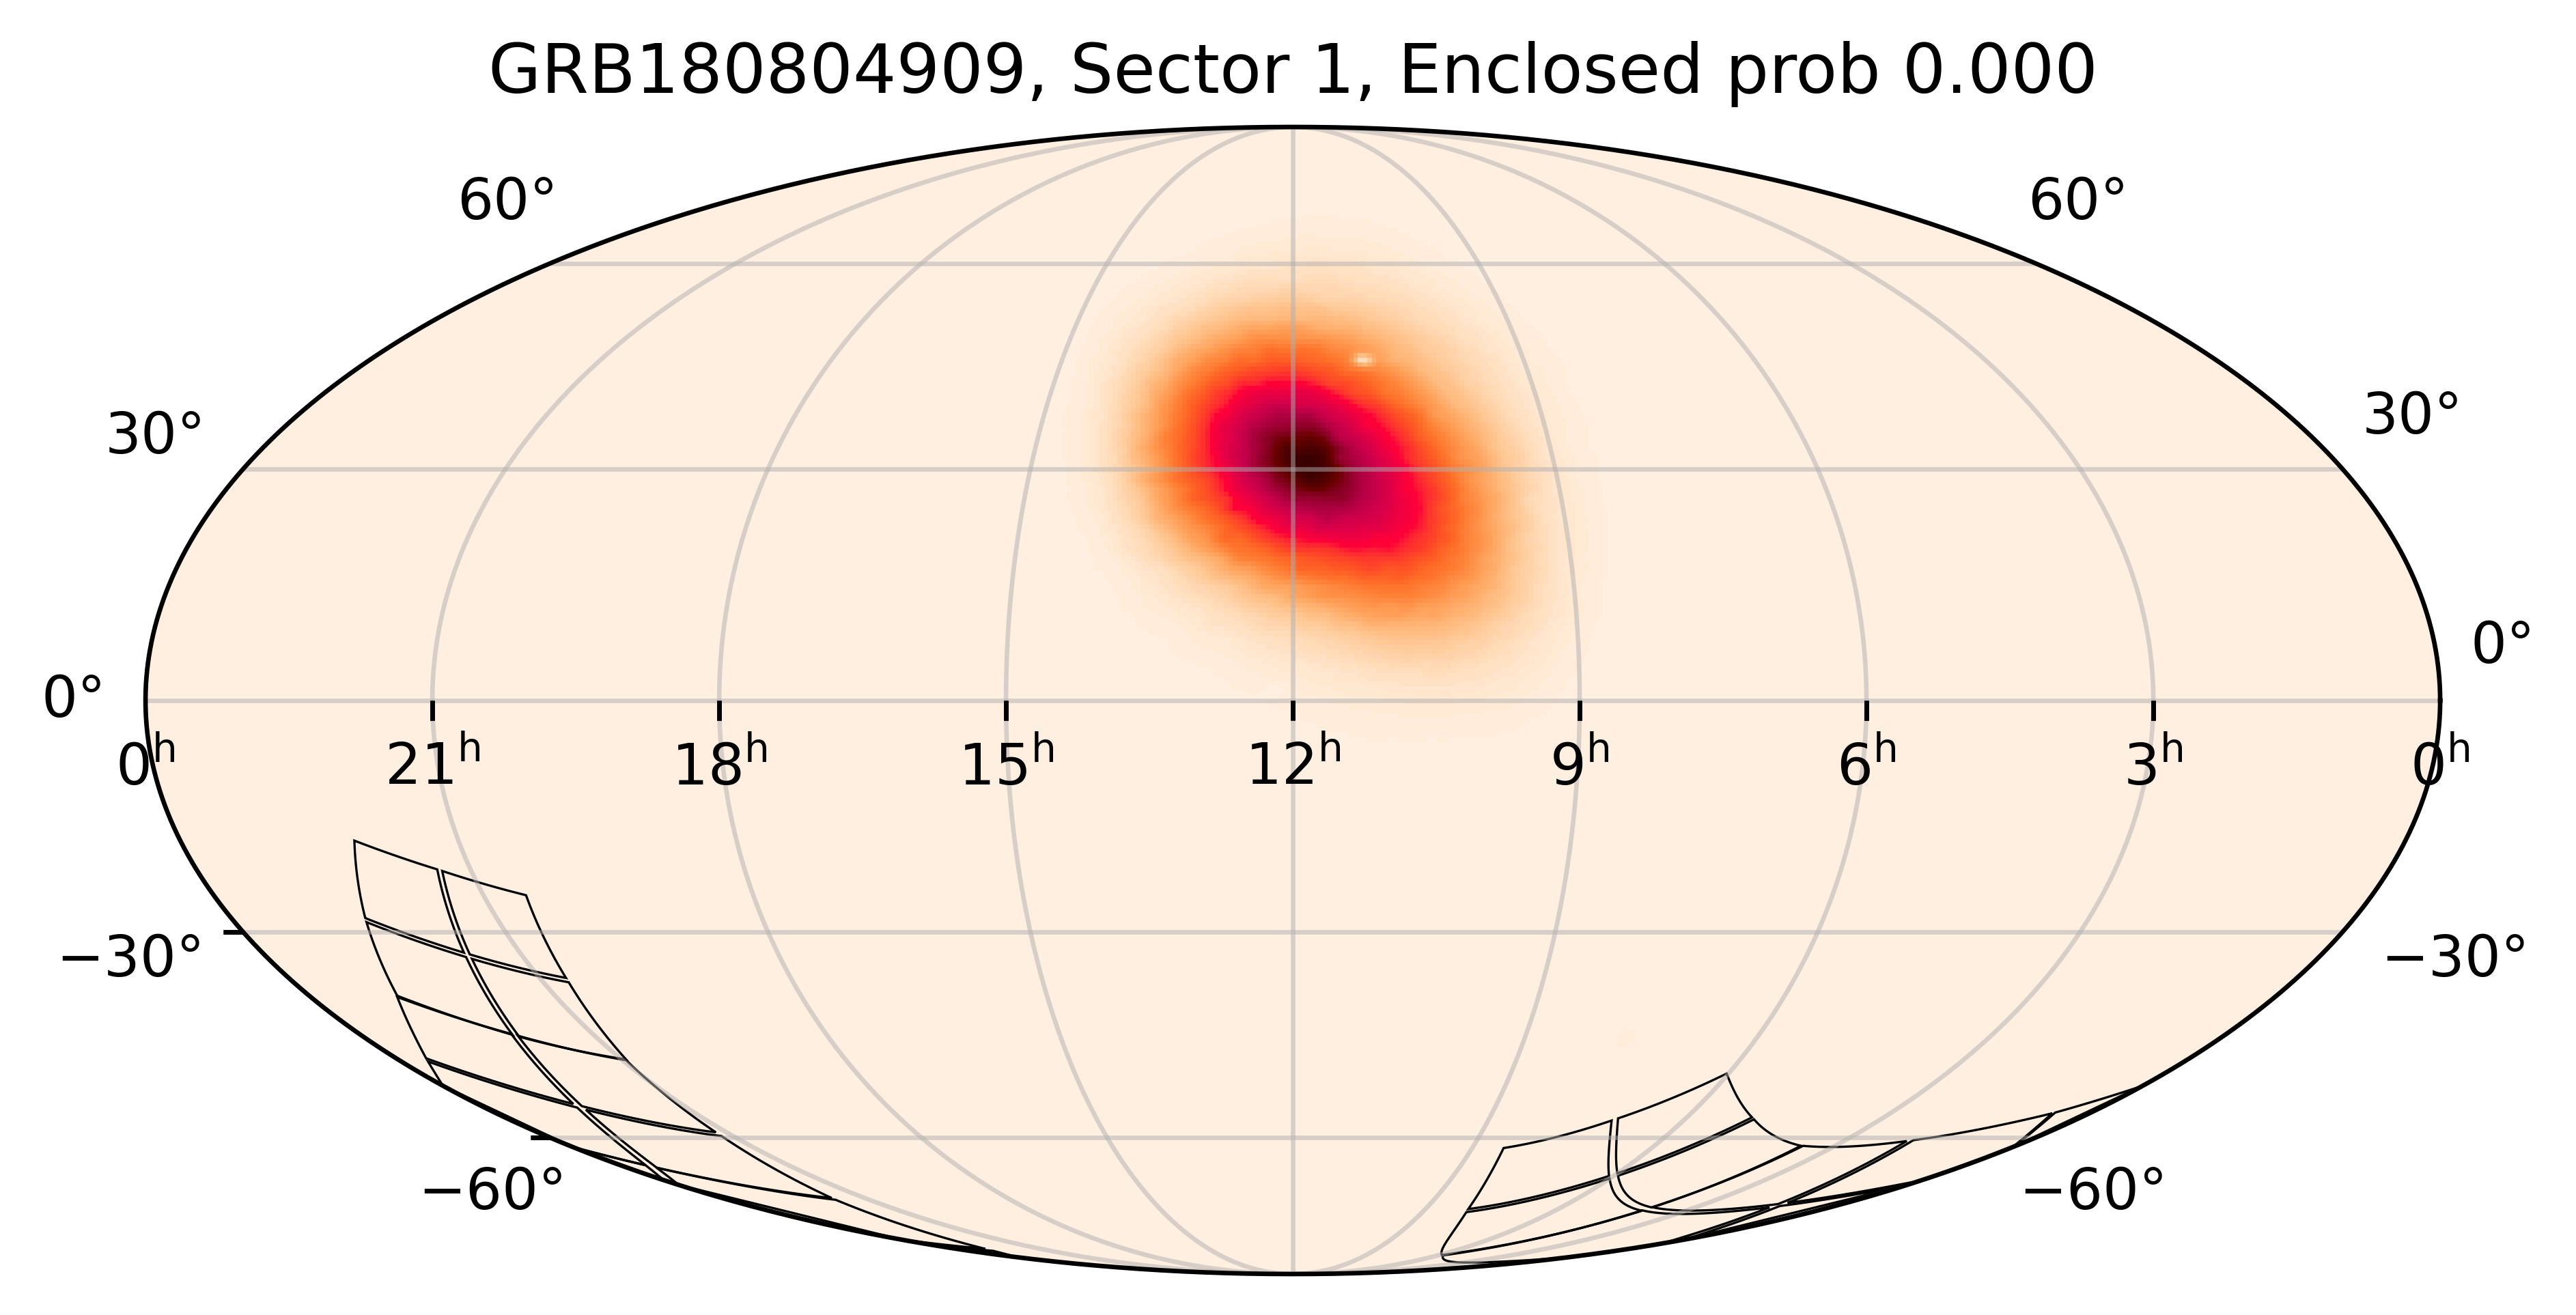 GRB180804909, Sector 1, Enclosed prob 0.000
60° 60°
30° 30°
0° 0°
0ʰ 21ʰ 18ʰ 15ʰ 12ʰ 9ʰ 6ʰ 3ʰ 0ʰ
−30° −30°
−60° −60°